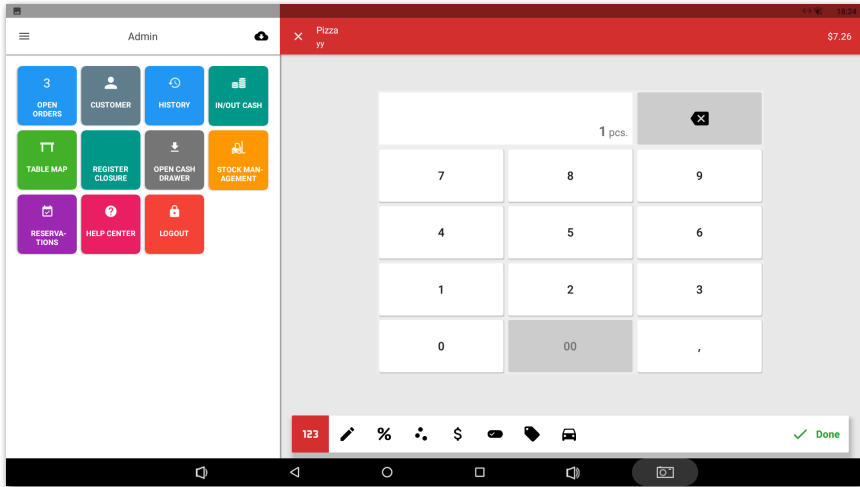 18:24
Admin
Pizza
yy
$7.26
3
OPEN
ORDERS
CUSTOMER
HISTORY
IN/OUT CASH
TABLE MAP
REGISTER
CLOSURE
OPEN CASH
DRAWER
STOCK MAN-
AGEMENT
RESERVA-
TIONS
HELP CENTER
LOGOUT
1 pcs.
7 8 9
4 5 6
1 2 3
0 00 ,
123 % $ Done